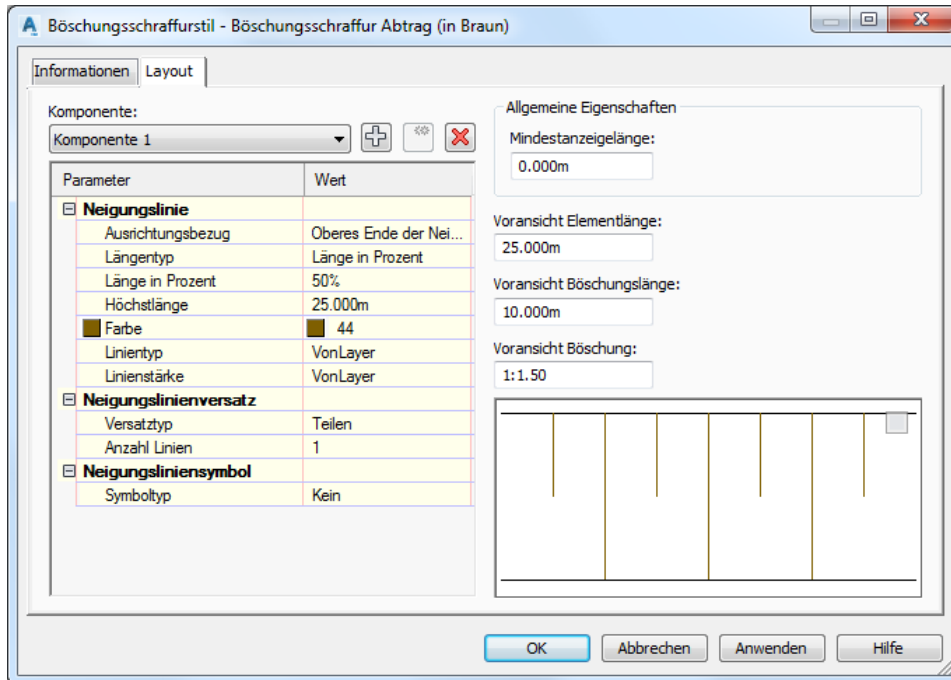 Böschungsschraffurstil - Böschungsschraffur Abtrag (in Braun)
Informationen Layout
Komponente:
Komponente 1
Parameter Wert
Neigungslinie
Ausrichtungsbezug Oberes Ende der Nei...
Längentyp Länge in Prozent
Länge in Prozent 50%
Höchstlänge 25.000m
Farbe 44
Linientyp VonLayer
Linienstärke VonLayer
Neigungslinienversatz
Versatztyp Teilen
Anzahl Linien 1
Neigungsliniensymbol
Symboltyp Kein
Allgemeine Eigenschaften
Mindestanzeigelänge:
0.000m
Voransicht Elementlänge:
25.000m
Voransicht Böschungslänge:
10.000m
Voransicht Böschung:
1:1.50
OK Abbrechen Anwenden Hilfe